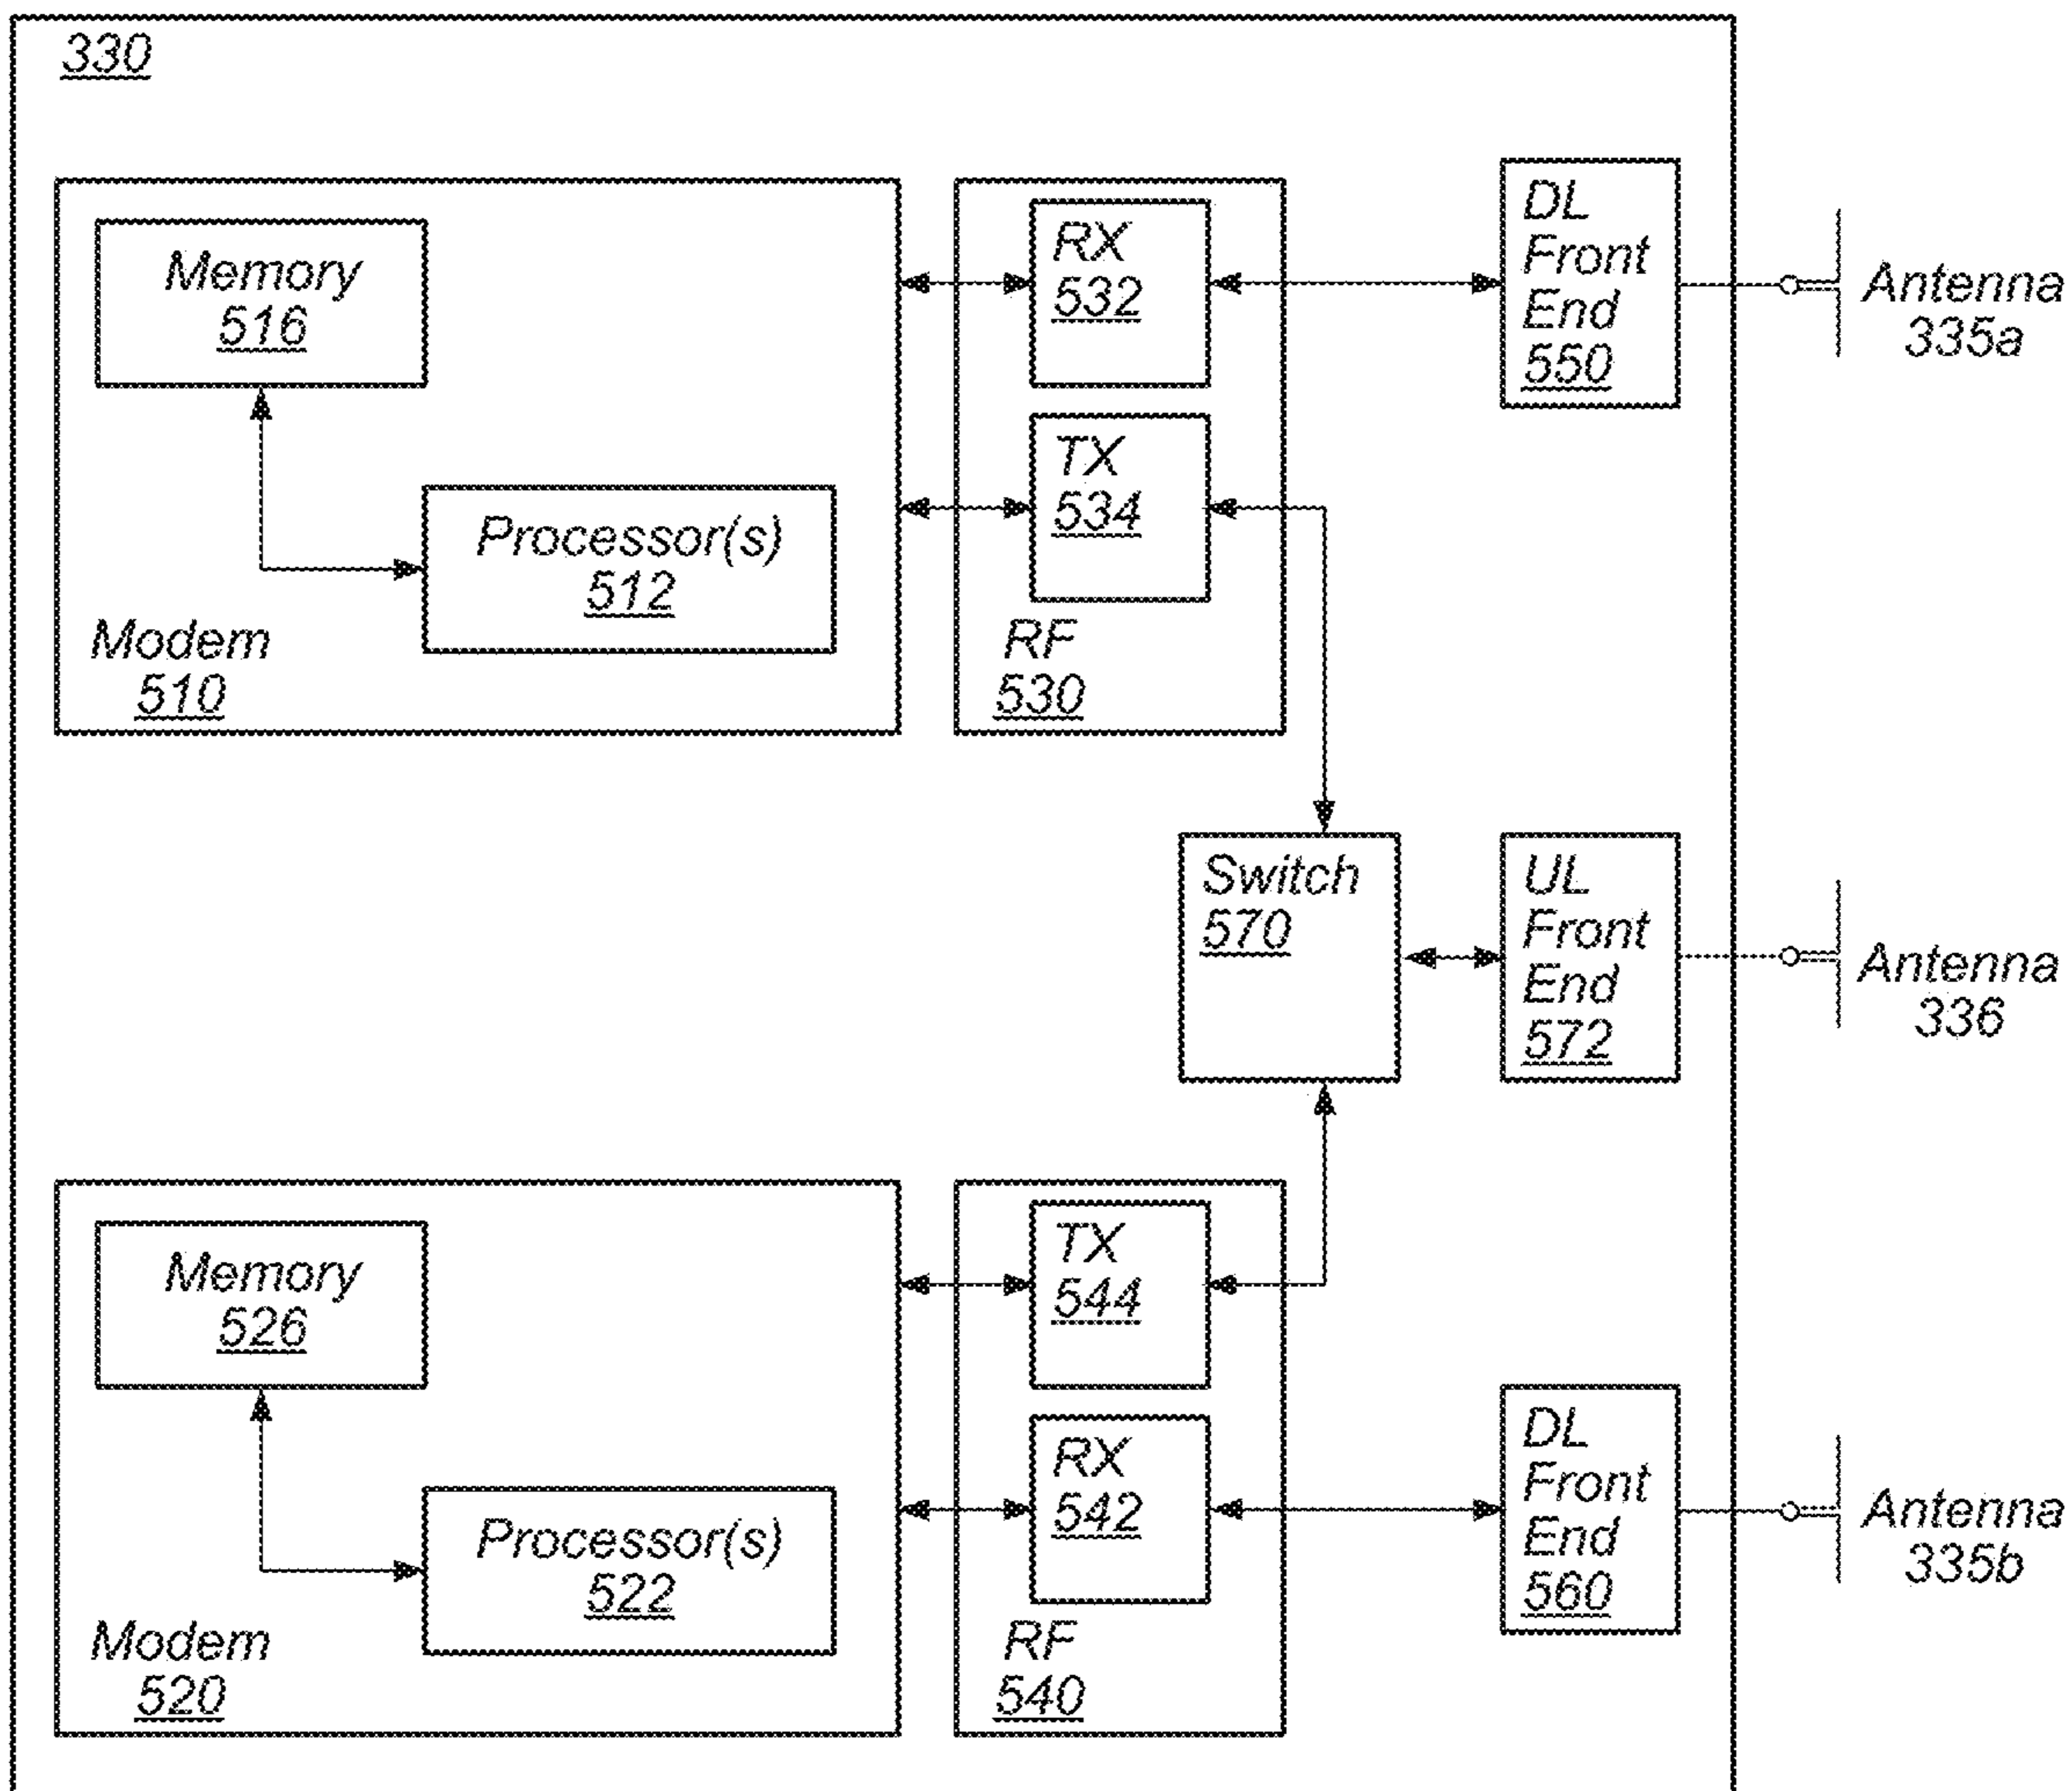 330
Memory
516
Processor(s)
512
Modem
510
RX
532
TX
534
RF
530
DL
Front
End
550
Antenna
335a
Switch
570
UL
Front
End
572
Antenna
336
Memory
526
Processor(s)
522
Modem
520
TX
544
RX
542
RF
540
DL
Front
End
560
Antenna
335b